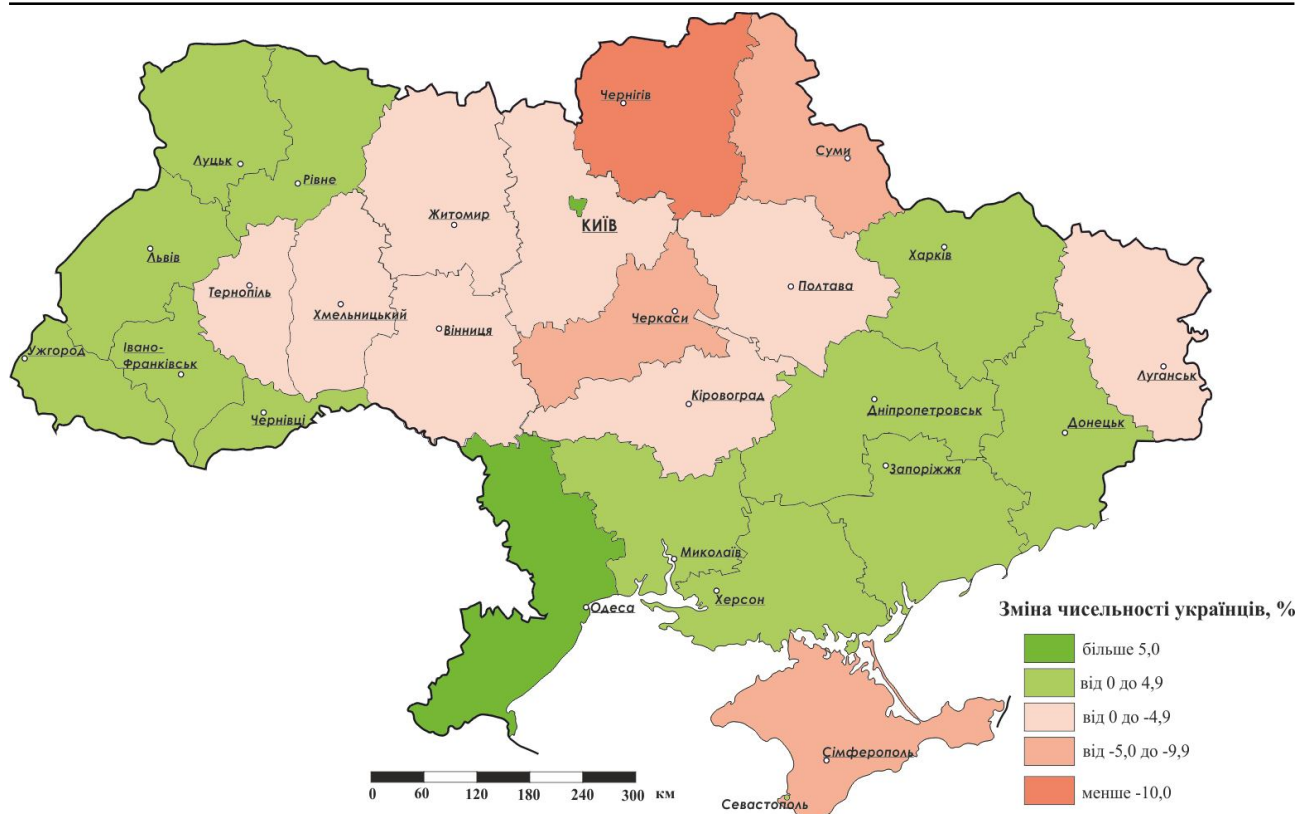 Чернігів
Суми
Луцьк
Рівне
Житомир
КИЇВ
Львів
Харків
Тернопіль
Хмельницький
Вінниця
Черкаси
Полтава
Ужгород
Івано-
Франківськ
Луганськ
Чернівці
Кіровоград
Дніпропетровськ
Донецьк
Запоріжжя
Миколаїв
Херсон
Одеса
Зміна чисельності українців, %
більше 5,0
від 0 до 4,9
від 0 до -4,9
від -5,0 до -9,9
менше -10,0
Сімферополь
Севастополь
0 60 120 180 240 300 км